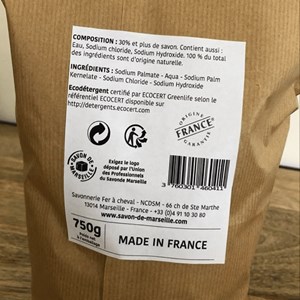 COMPOSITION : 30% et plus de savon. Contient aussi :
Eau, Sodium chloride, Sodium Hydroxide. 100 % du total
des ingrédients sont d'origine naturelle.
INGRÉDIENTS : Sodium Palmate - Aqua - Sodium Palm
Kernelate - Sodium Chloride - Sodium Hydroxide
Ecodétergent certifié par ECOCERT Greenlife selon le
référentiel ECOCERT disponible sur
http://detergents.ecocert.com
ORIGINE
FRANCE
GARANTIE
SAVON DE
MARSEILLE
Exigez le logo
déposé par l'Union
des Professionnels
du Savon de Marseille
3 760301 460411
Savonnerie Fer à cheval - NCDSM - 66 ch de Ste Marthe
13014 Marseille - France - +33 (0)4 91 10 30 80
www.savon-de-marseille.com
750g
MADE IN FRANCE